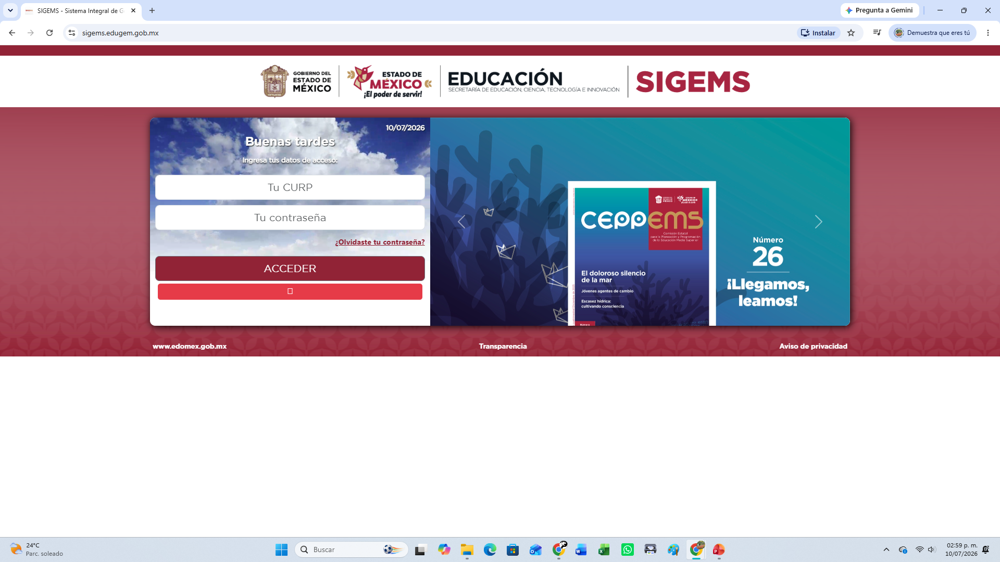 SIGEMS - Sistema Integral de G
Pregunta a Gemini
sigems.edugem.gob.mx
Instalar
Demuestra que eres tú
GOBIERNO DEL
ESTADO DE
MÉXICO
ESTADO DE
MÉXICO
¡El poder de servir!
EDUCACIÓN
SECRETARÍA DE EDUCACIÓN, CIENCIA, TECNOLOGÍA E INNOVACIÓN
SIGEMS
10/07/2026
Buenas tardes
Ingresa tus datos de acceso:
Tu CURP
Tu contraseña
¿Olvidaste tu contraseña?
ACCEDER
CEPPEMS
Comisión Estatal
para la Planeación y Programación
de la Educación Media Superior
El doloroso silencio
de la mar
Jóvenes agentes de cambio
Escasez hídrica:
cultivando consciencia
Número
Número
26
¡Llegamos,
leamos!
www.edomex.gob.mx
Transparencia
Aviso de privacidad
24°C
Parc. soleado
Buscar
02:59 p. m.
10/07/2026